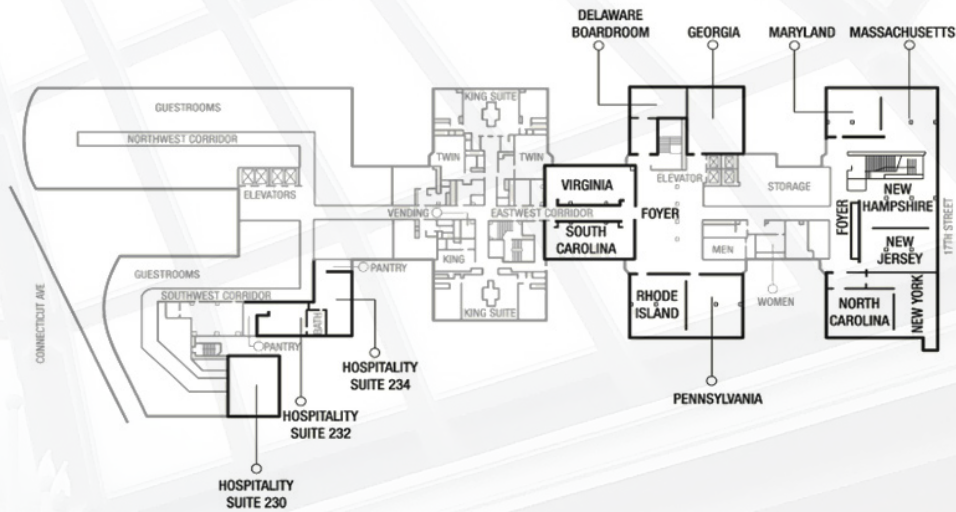 DELAWARE
BOARDROOM
GEORGIA
MARYLAND
MASSACHUSETTS
GUESTROOMS
KING SUITE
NORTHWEST CORRIDOR
TWIN
TWIN
ELEVATOR
STORAGE
ELEVATORS
VIRGINIA
VENDING
EASTWEST CORRIDOR
FOYER
SOUTH
CAROLINA
FOYER
NEW
HAMPSHIRE
17TH STREET
KING
MEN
NEW
JERSEY
GUESTROOMS
PANTRY
SOUTHWEST CORRIDOR
KING SUITE
RHODE
ISLAND
WOMEN
NORTH
CAROLINA
NEW YORK
BATH
PANTRY
CONNECTICUT AVE
HOSPITALITY
SUITE 234
PENNSYLVANIA
HOSPITALITY
SUITE 232
HOSPITALITY
SUITE 230